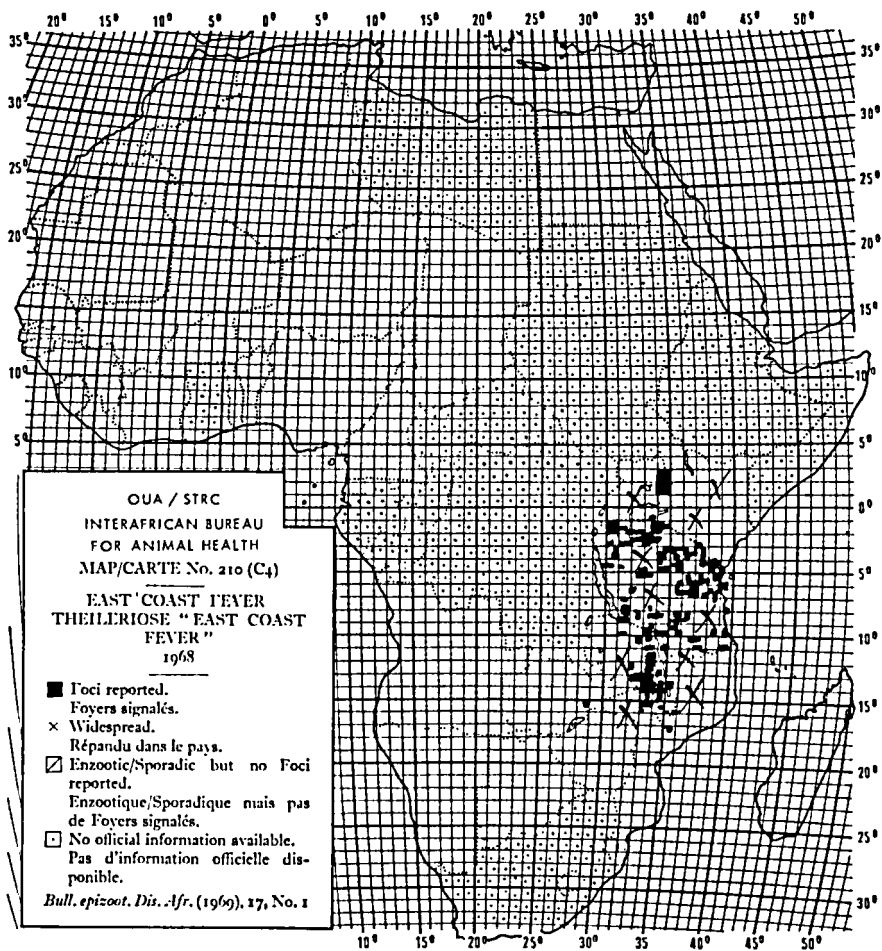 20° 15° 10° 5° 0° 5° 10° 15° 20° 25° 30° 35° 40° 45° 50°
35° 35°
30° 30°
25° 25°
20° 20°
15° 15°
10° 10°
5° 5°
0°
5°
10°
15°
20°
25°
30°
OUA / STRC
INTERAFRICAN BUREAU
FOR ANIMAL HEALTH
MAP/CARTE No. 210 (C4)
EAST COAST FEVER
THEILERIOSE "EAST COAST
FEVER"
1968
Foci reported.
Foyers signalés.
× Widespread.
Répandu dans le pays.
Enzootic/Sporadic but no Foci
reported.
Enzootique/Sporadique mais pas
de Foyers signalés.
No official information available.
Pas d'information officielle dis-
ponible.
Bull. epizoot. Dis. Afr. (1969), 17, No. 1
10° 15° 20° 25° 30° 35° 40° 45° 50°